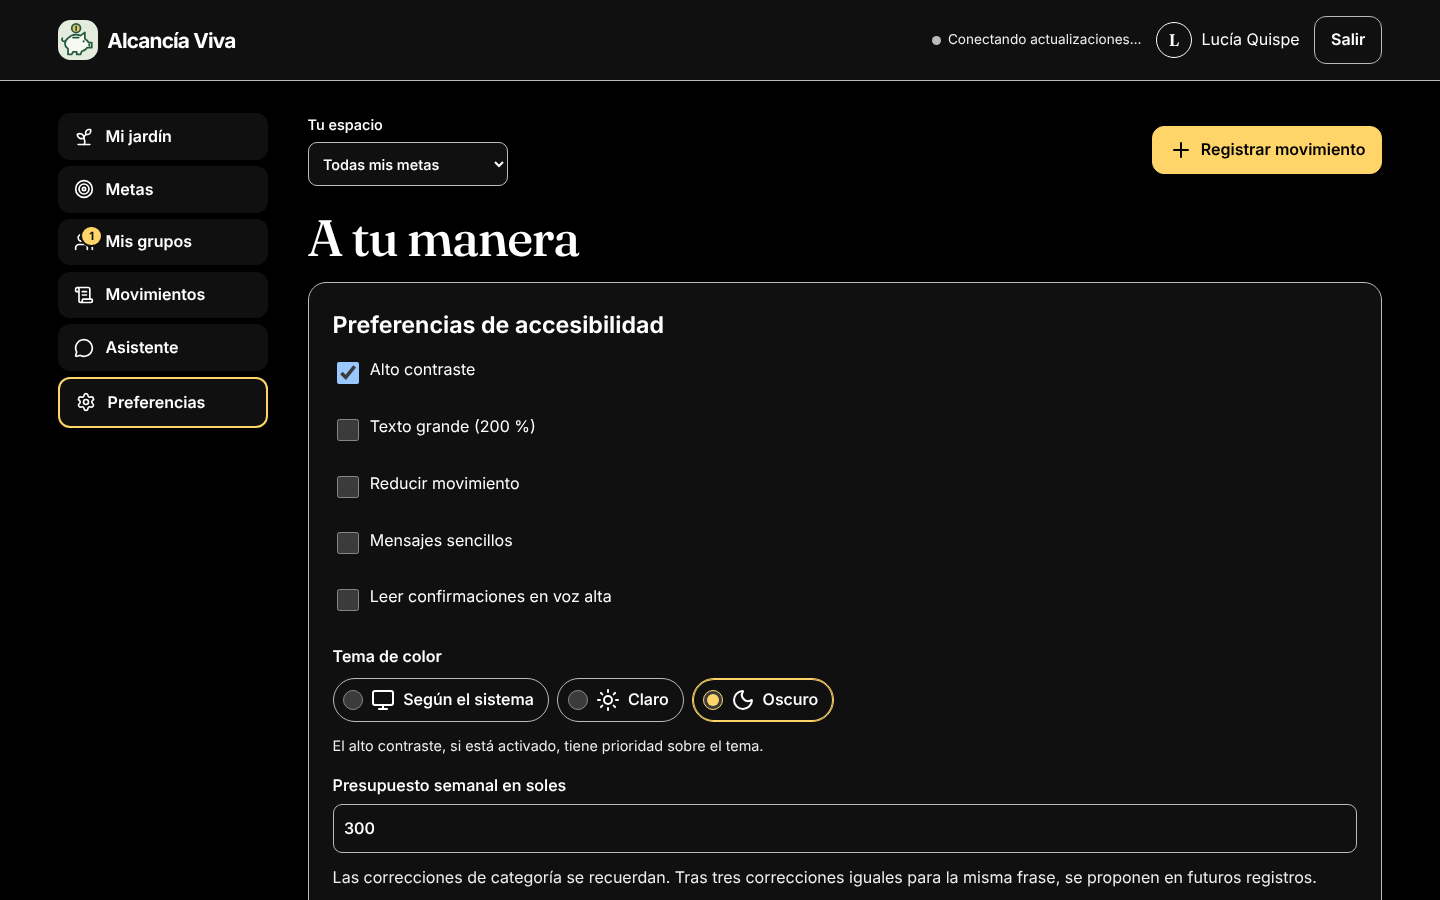 Alcancía Viva
Conectando actualizaciones...
L
Lucía Quispe
Salir
Mi jardín
Metas
1
Mis grupos
Movimientos
Asistente
Preferencias
Tu espacio
Todas mis metas
Registrar movimiento
A tu manera
Preferencias de accesibilidad
Alto contraste
Texto grande (200 %)
Reducir movimiento
Mensajes sencillos
Leer confirmaciones en voz alta
Tema de color
Según el sistema
Claro
Oscuro
El alto contraste, si está activado, tiene prioridad sobre el tema.
Presupuesto semanal en soles
300
Las correcciones de categoría se recuerdan. Tras tres correcciones iguales para la misma frase, se proponen en futuros registros.